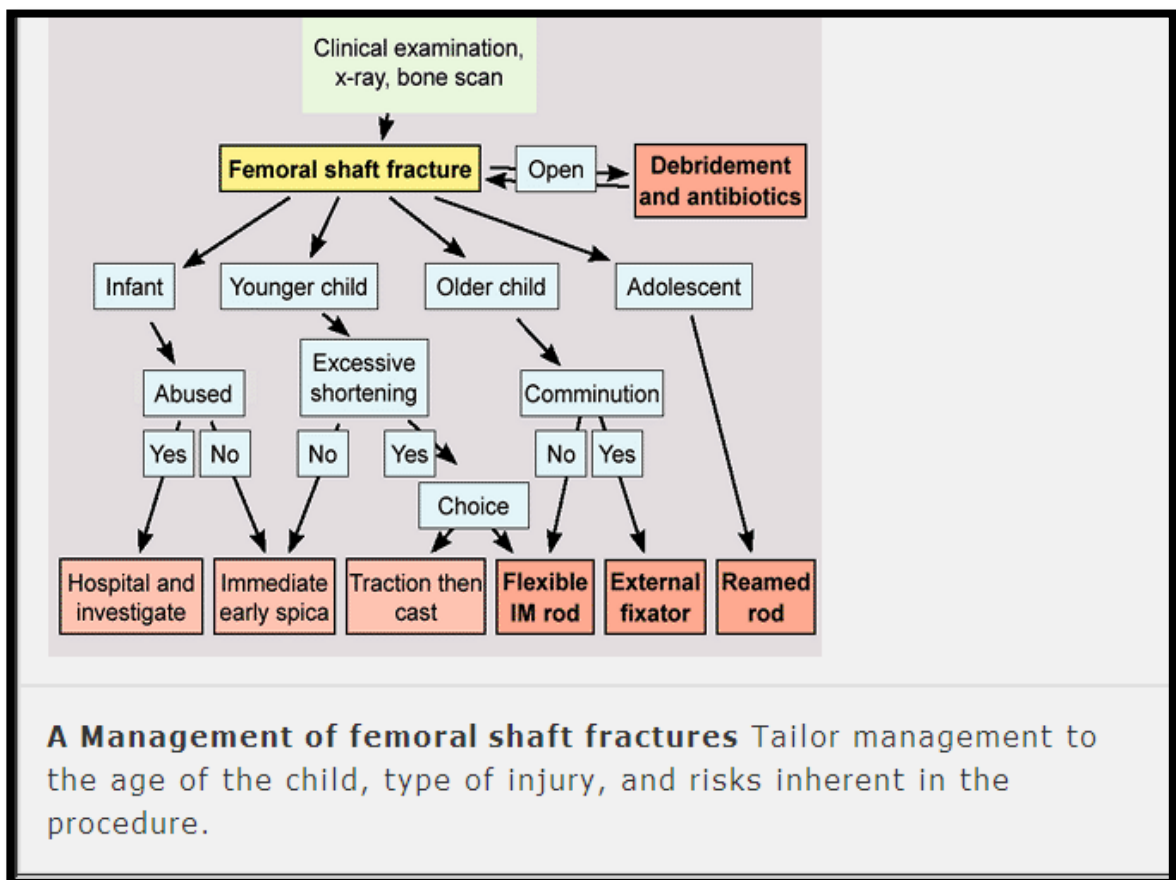 Clinical examination,
x-ray, bone scan
Femoral shaft fracture
Open
Debridement
and antibiotics
Infant
Younger child
Older child
Adolescent
Abused
Excessive
shortening
Comminution
Yes
No
No
Yes
No
Yes
Choice
Hospital and
investigate
Immediate
early spica
Traction then
cast
Flexible
IM rod
External
fixator
Reamed
rod
A Management of femoral shaft fractures Tailor management to
the age of the child, type of injury, and risks inherent in the
procedure.